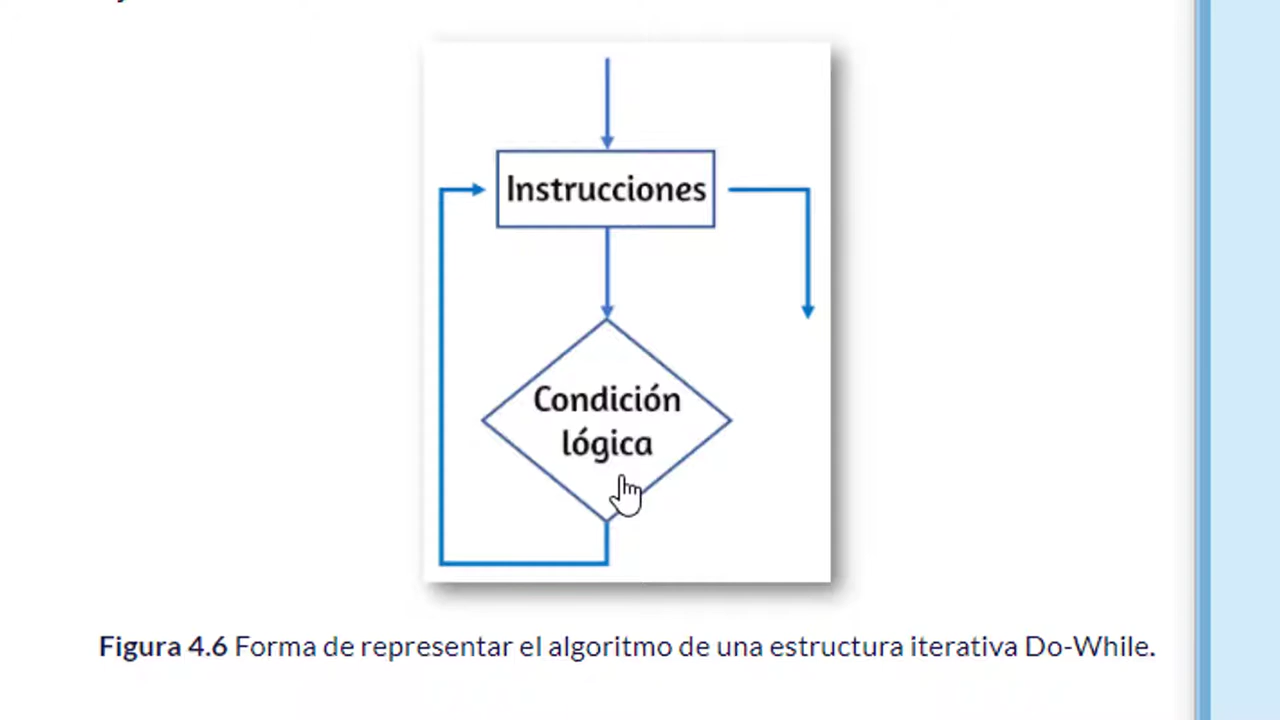 Instrucciones
Condición
lógica
Figura 4.6 Forma de representar el algoritmo de una estructura iterativa Do-While.